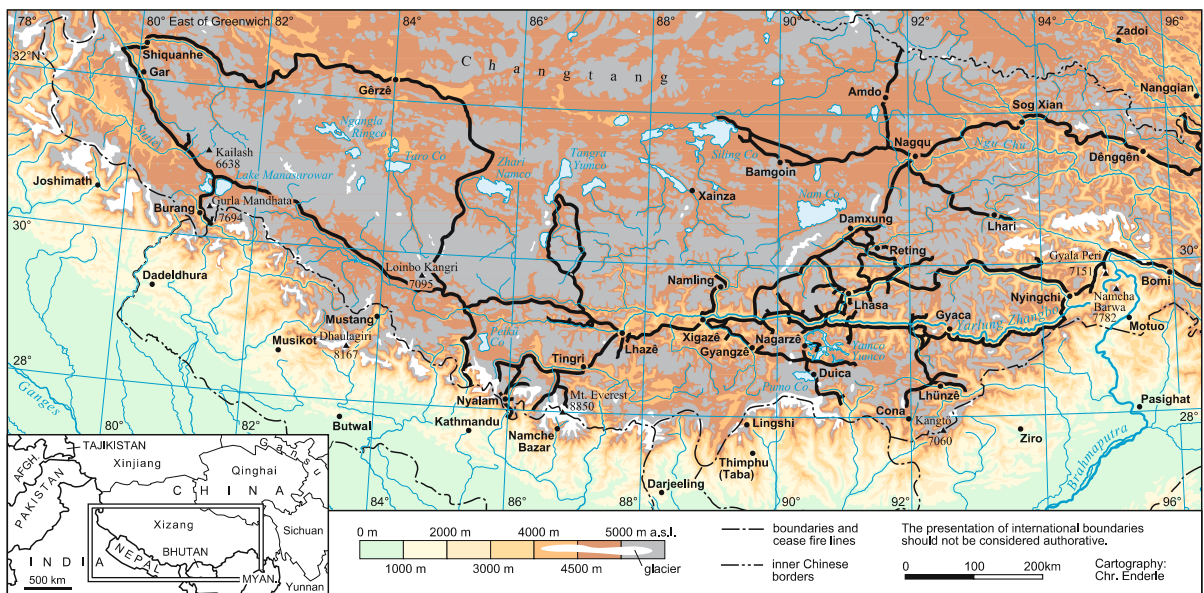 78°
80°
East of Greenwich
82°
84°
86°
88°
90°
92°
94°
96°
32°N
Shiquanhe
Gar
Changtang
Zadoi
Gêrzê
Amdo
Nangqian
Sog Xian
Nangla
Ringco
Siling Co
Nagqu
Ngu Chu
Sutlej
Kailash
6638
Taro Co
Zhari
Namco
Tangra
Yumco
Bamgoin
Dêngqên
Joshimath
Lake Manasarowar
Xainza
Nam Co
Burang
Gurla Mandhata
7694
Damxung
Lhari
30°
Reting
30°
Dadeldhura
Loinbo Kangri
7095
Namling
Lhasa
Gyala Peri
7151
Nyingchi
Bomi
Namcha
Barwa
7782
Mustang
Peikü
Co
Xigazê
Gyangzê
Nagarzê
Gyaca
Yarlung Zhangbo
Motuo
Musikot
Dhaulagiri
8167
Lhazê
Yamco
Yumco
Tingri
Duica
28°
Pumo Co
Lhünzê
Ganges
Nyalam
Mt. Everest
8850
Cona
Kangto
7060
Pasighat
28°
Butwal
Kathmandu
Namche
Bazar
Lingshi
Ziro
Brahmaputra
Thimphu
(Taba)
Darjeeling
80°
82°
84°
86°
88°
90°
92°
94°
96°
TAJIKISTAN
AFGH.
Xinjiang
Gansu
Qinghai
PAKISTAN
CHINA
Xizang
Sichuan
NEPAL
BHUTAN
INDIA
MYAN.
Yunnan
500 km
0 m
2000 m
4000 m
5000 m a.s.l.
1000 m
3000 m
4500 m
glacier
boundaries and
cease fire lines
inner Chinese
borders
The presentation of international boundaries
should not be considered authorative.
0
100
200km
Cartography:
Chr. Enderle